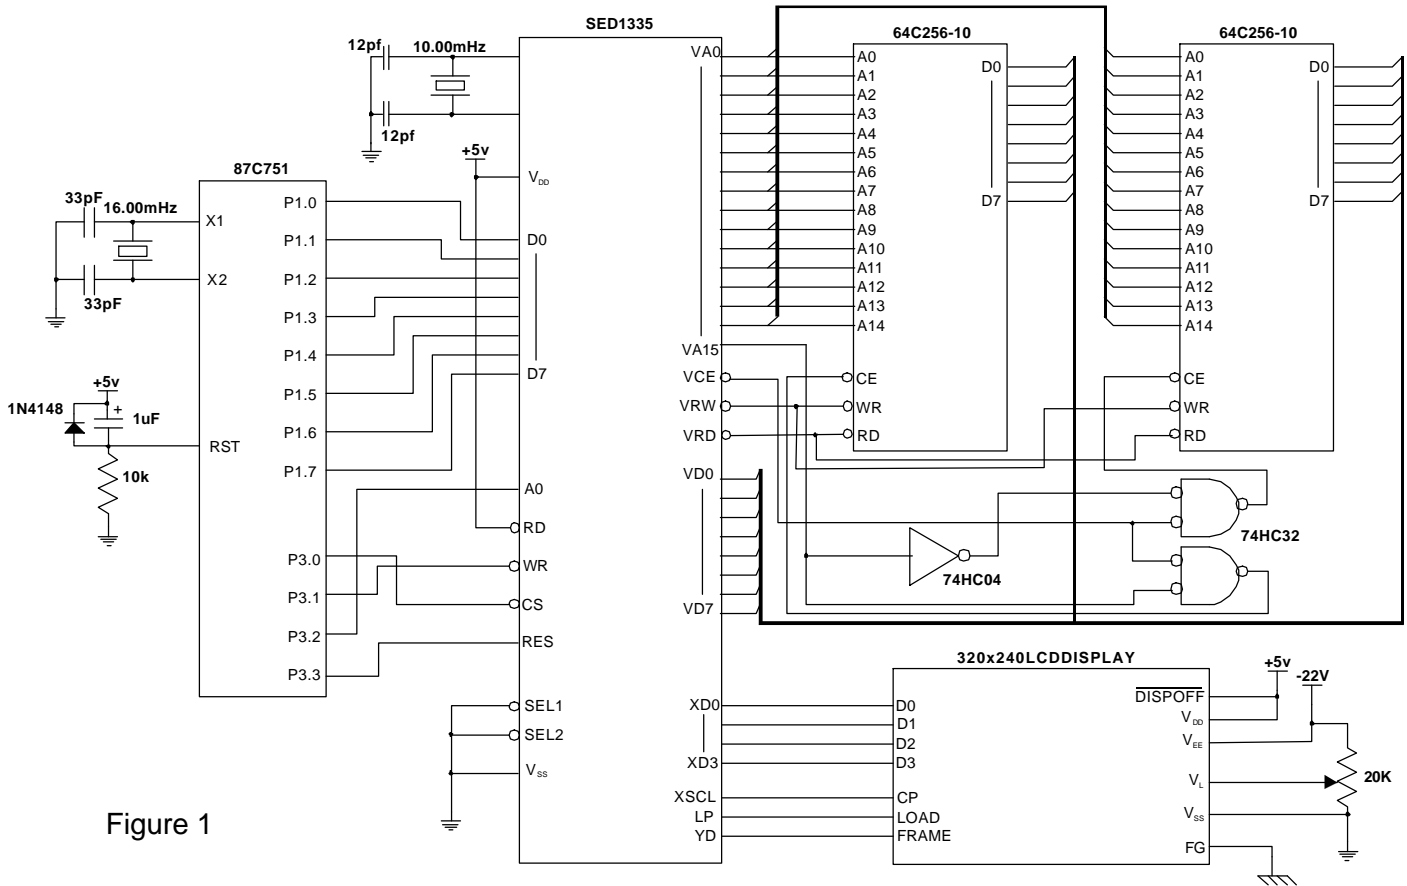 SED1335
12pf
10.00mHz
12pf
+5v
VDD
D0
D7
A0
RD
WR
CS
RES
SEL1
SEL2
VSS
VA0
VA15
VCE
VRW
VRD
VD0
VD7
XD0
XD3
XSCL
LP
YD
87C751
33pF
16.00mHz
33pF
X1
X2
+5v
1N4148
+
1uF
10k
RST
P1.0
P1.1
P1.2
P1.3
P1.4
P1.5
P1.6
P1.7
P3.0
P3.1
P3.2
P3.3
64C256-10
A0
A1
A2
A3
A4
A5
A6
A7
A8
A9
A10
A11
A12
A13
A14
CE
WR
RD
D0
D7
64C256-10
A0
A1
A2
A3
A4
A5
A6
A7
A8
A9
A10
A11
A12
A13
A14
CE
WR
RD
D0
D7
74HC32
74HC04
320x240LCDDISPLAY
D0
D1
D2
D3
CP
LOAD
FRAME
DISPOFF
VDD
VEE
VL
VSS
FG
+5v
-22V
20K
Figure 1